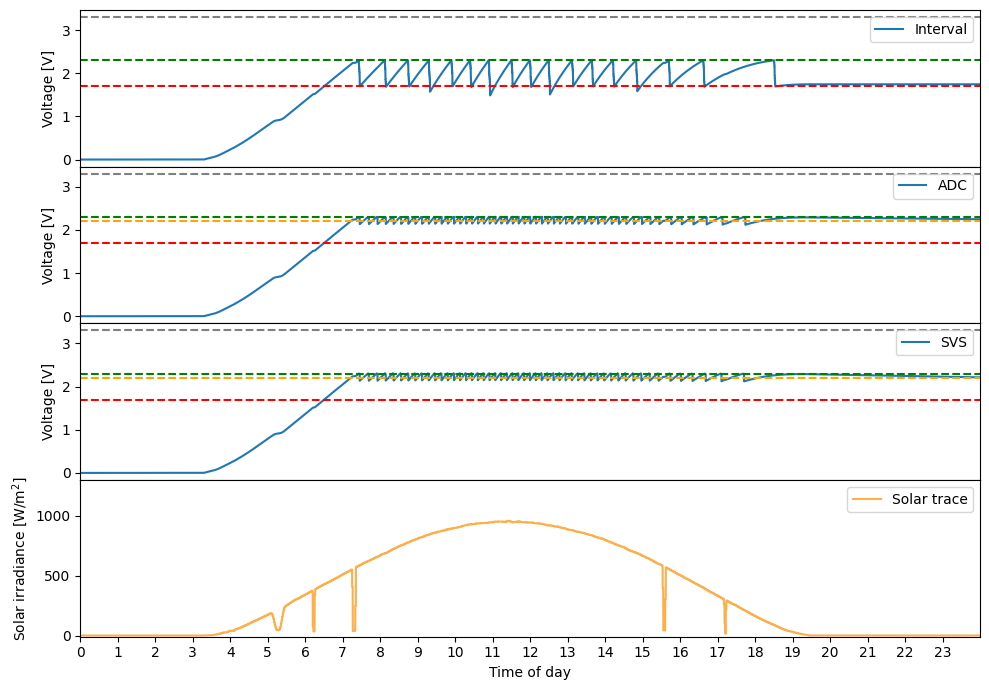 Voltage [V]
3
2
1
0
Interval
Voltage [V]
3
2
1
0
ADC
Voltage [V]
3
2
1
0
SVS
Solar irradiance [W/m²]
1000
500
0
Solar trace
0 1 2 3 4 5 6 7 8 9 10 11 12 13 14 15 16 17 18 19 20 21 22 23
Time of day